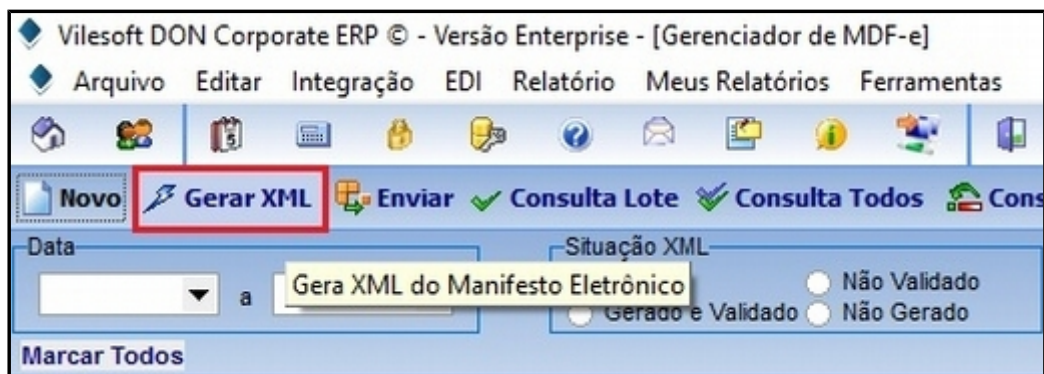 Vilesoft DON Corporate ERP © - Versão Enterprise - [Gerenciador de MDF-e]
Arquivo Editar Integração EDI Relatório Meus Relatórios Ferramentas
5
Novo Gerar XML Enviar Consulta Lote Consulta Todos Cons
Data Situação XML
a Gera XML do Manifesto Eletrônico Não Validado
Gerado e Validado Não Gerado
Marcar Todos